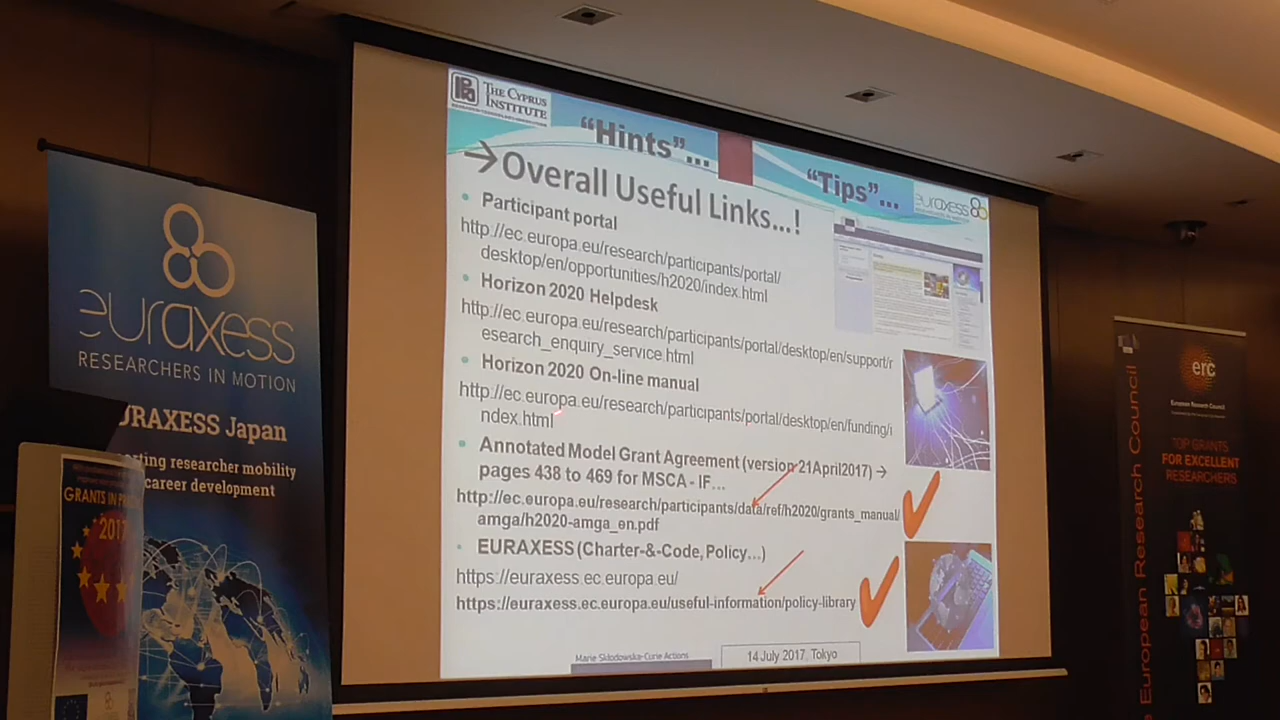 THE CYPRUS
INSTITUTE
"Hints"...
"Tips"...
euraxess
RESEARCHERS IN MOTION
→Overall Useful Links...!
• Participant portal
http://ec.europa.eu/research/participants/portal/
desktop/en/opportunities/h2020/index.html
• Horizon 2020 Helpdesk
http://ec.europa.eu/research/participants/portal/desktop/en/support/r
esearch_enquiry_service.html
• Horizon 2020 On-line manual
http://ec.europa.eu/research/participants/portal/desktop/en/funding/i
ndex.html
• Annotated Model Grant Agreement (version 21April2017) →
pages 438 to 469 for MSCA - IF...
http://ec.europa.eu/research/participants/data/ref/h2020/grants_manual/
amga/h2020-amga_en.pdf
• EURAXESS (Charter-&-Code, Policy...)
https://euraxess.ec.europa.eu/
https://euraxess.ec.europa.eu/useful-information/policy-library
Marie Skłodowska-Curie Actions
14 July 2017, Tokyo
euraxess
RESEARCHERS IN MOTION
URAXESS Japan
rting researcher mobility
career development
GRANTS IN
2017
erc
European Research Council
TOP GRANTS
FOR EXCELLENT
RESEARCHERS
European Research Council